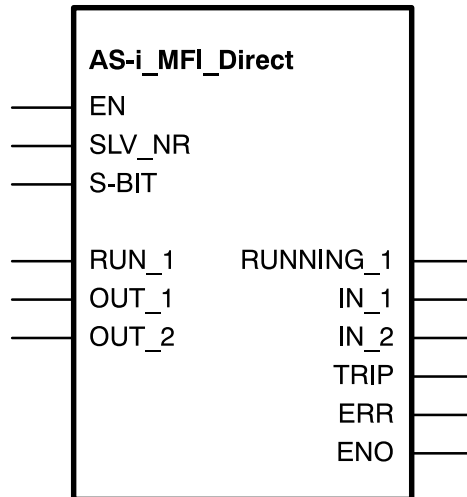 AS-i_MFI_Direct
EN
SLV_NR
S-BIT
RUN_1 RUNNING_1
OUT_1 IN_1
OUT_2 IN_2
TRIP
ERR
ENO